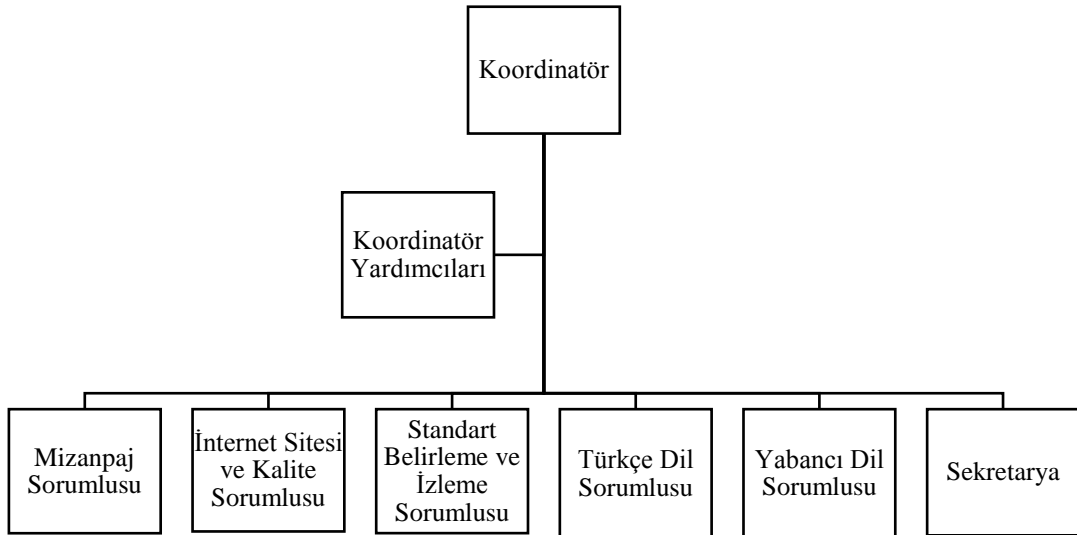 Koordinatör
Koordinatör
Yardımcıları
Mizanpaj
Sorumlusu
İnternet Sitesi
ve Kalite
Sorumlusu
Standart
Belirleme ve
İzleme
Sorumlusu
Türkçe Dil
Sorumlusu
Yabancı Dil
Sorumlusu
Sekretarya